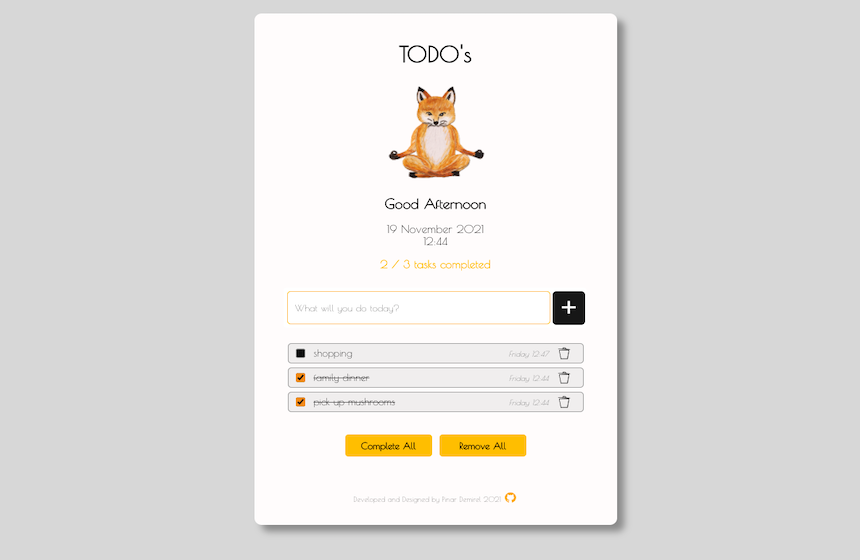 TODO's
Good Afternoon
19 November 2021
12:44
2 / 3 tasks completed
What will you do today?
shopping
Friday 12:47
family dinner
Friday 12:44
pick up mushrooms
Friday 12:44
Complete All
Remove All
Developed and Designed by Pinar Demest 2021